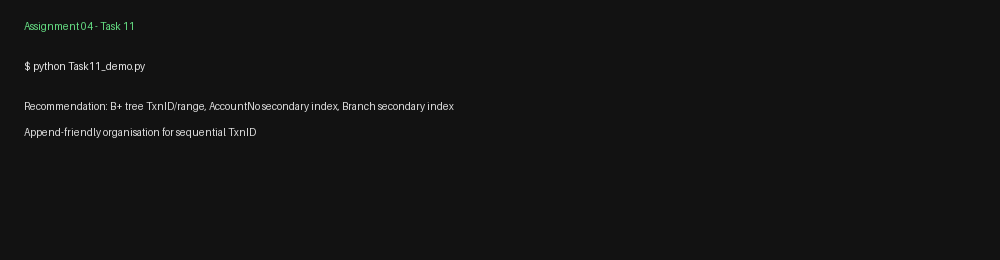 Assignment 04 - Task 11
$ python Task11_demo.py
Recommendation: B+ tree TxnID/range, AccountNo secondary index, Branch secondary index
Append-friendly organisation for sequential TxnID